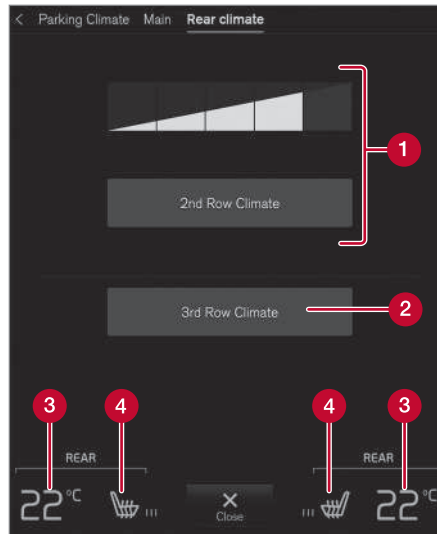 < Parking Climate Main Rear climate
1
2nd Row Climate
3rd Row Climate
2
3 4 4 3
REAR REAR
22°C 22°C
Close